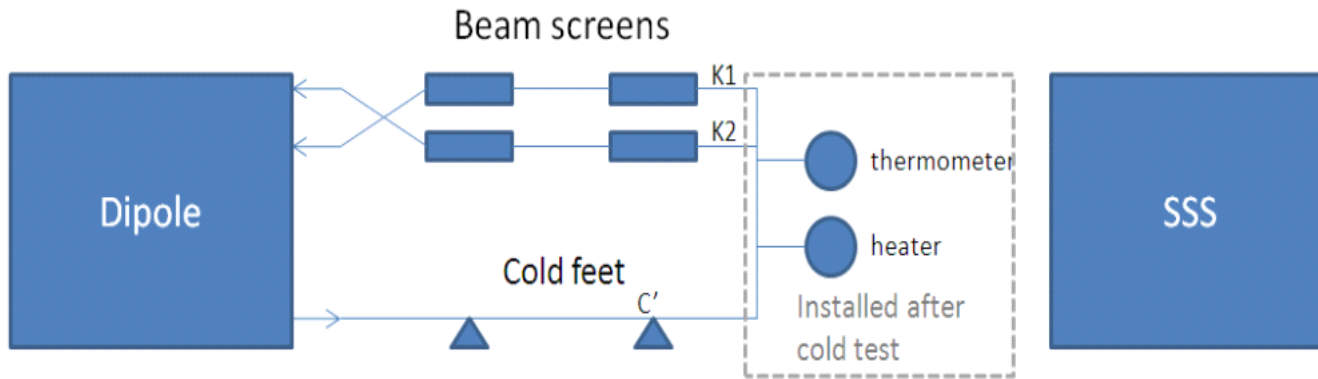 Beam screens
K1
K2
thermometer
Dipole
SSS
heater
Cold feet
C'
Installed after
cold test